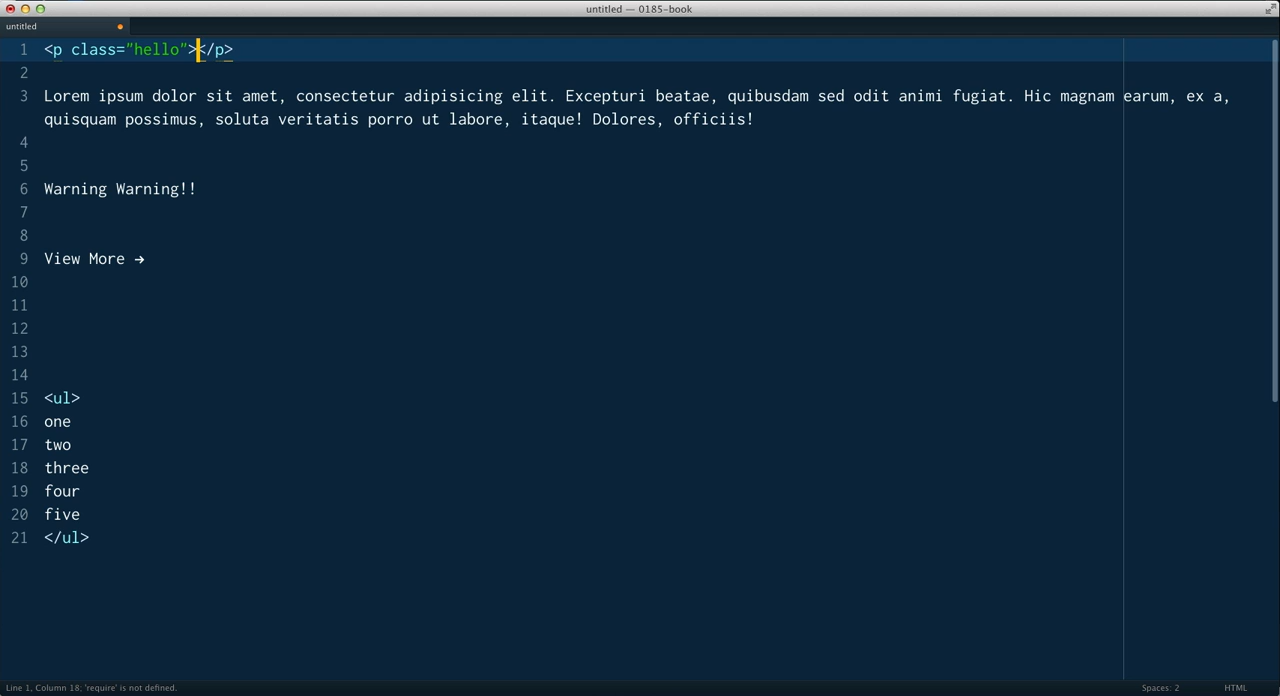 untitled — 0185-book
untitled
1 <p class="hello"></p>
2
3 Lorem ipsum dolor sit amet, consectetur adipisicing elit. Excepturi beatae, quibusdam sed odit animi fugiat. Hic magnam earum, ex a,
quisquam possimus, soluta veritatis porro ut labore, itaque! Dolores, officiis!
4
5
6 Warning Warning!!
7
8
9 View More →
10
11
12
13
14
15 <ul>
16 one
17 two
18 three
19 four
20 five
21 </ul>
Line 1, Column 18; 'require' is not defined. Spaces: 2 HTML